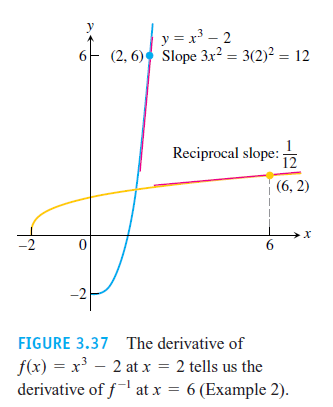 y
y = x³ − 2
6 (2, 6) Slope 3x² = 3(2)² = 12
Reciprocal slope: 1/12
(6, 2)
x
−2 0 6
−2
FIGURE 3.37 The derivative of
f(x) = x³ − 2 at x = 2 tells us the
derivative of f⁻¹ at x = 6 (Example 2).